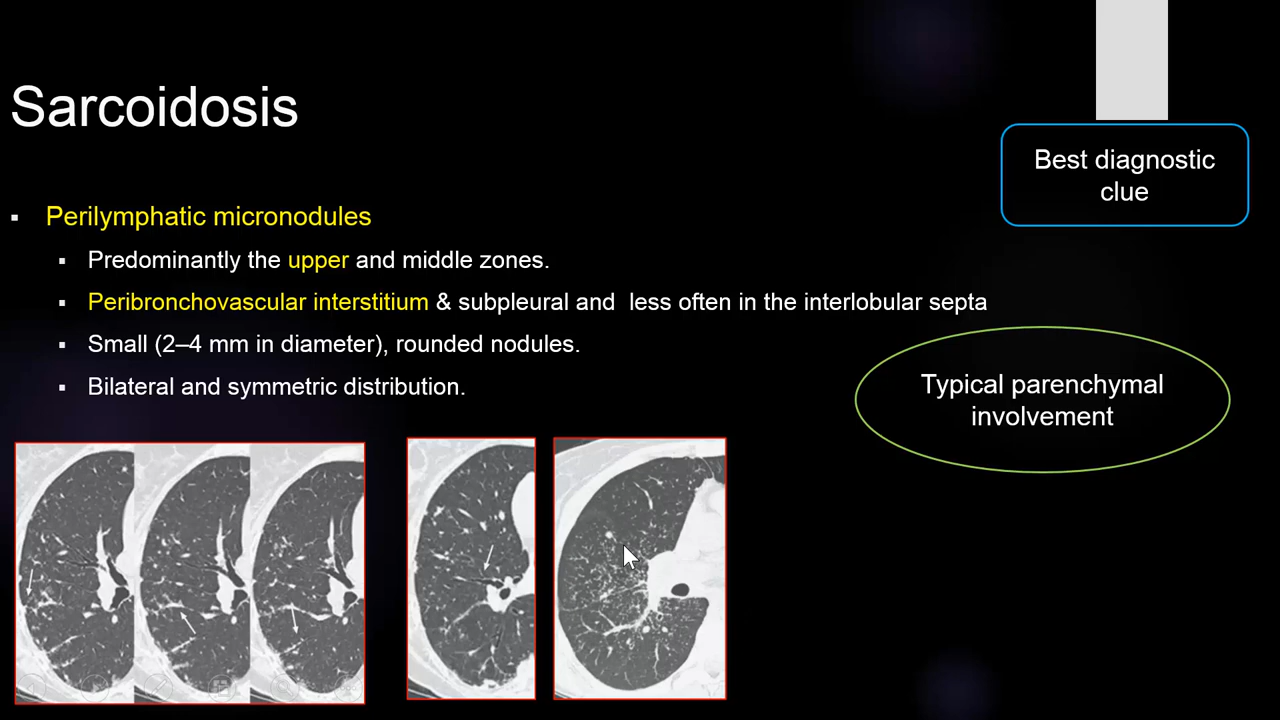 Sarcoidosis
Best diagnostic
clue
▪ Perilymphatic micronodules
▪ Predominantly the upper and middle zones.
▪ Peribronchovascular interstitium & subpleural and  less often in the interlobular septa
▪ Small (2–4 mm in diameter), rounded nodules.
▪ Bilateral and symmetric distribution.
Typical parenchymal
involvement